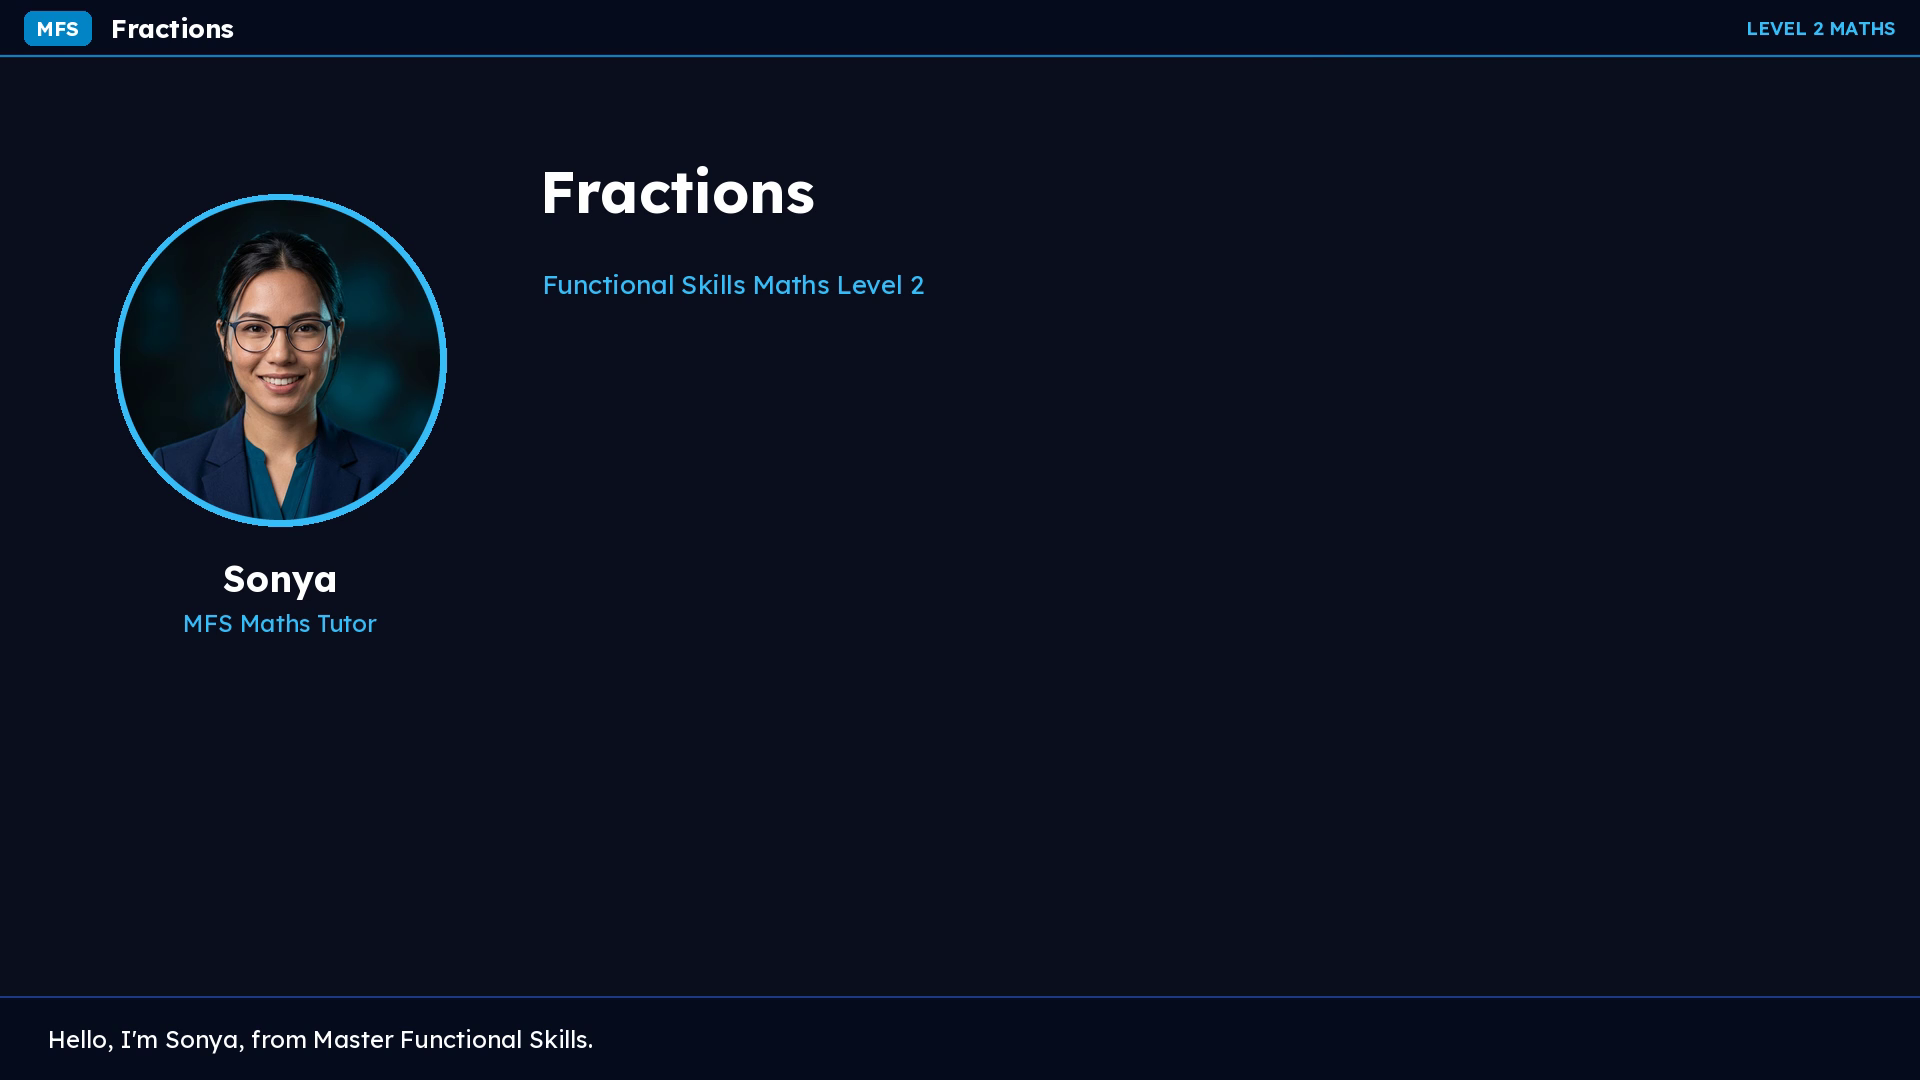 MFS Fractions
LEVEL 2 MATHS
Fractions
Functional Skills Maths Level 2
Sonya
MFS Maths Tutor
Hello, I'm Sonya, from Master Functional Skills.